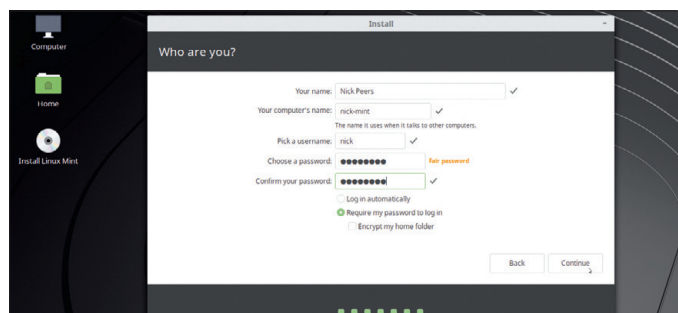 Install
Computer
Who are you?
Your name: Nick Peers
Home
Your computer's name: nick-mint
The name it uses when it talks to other computers.
Pick a username: nick
Install Linux Mint
Choose a password: ●●●●●●●● Fair password
Confirm your password: ●●●●●●●●
Log in automatically
Require my password to log in
Encrypt my home folder
Back Continue